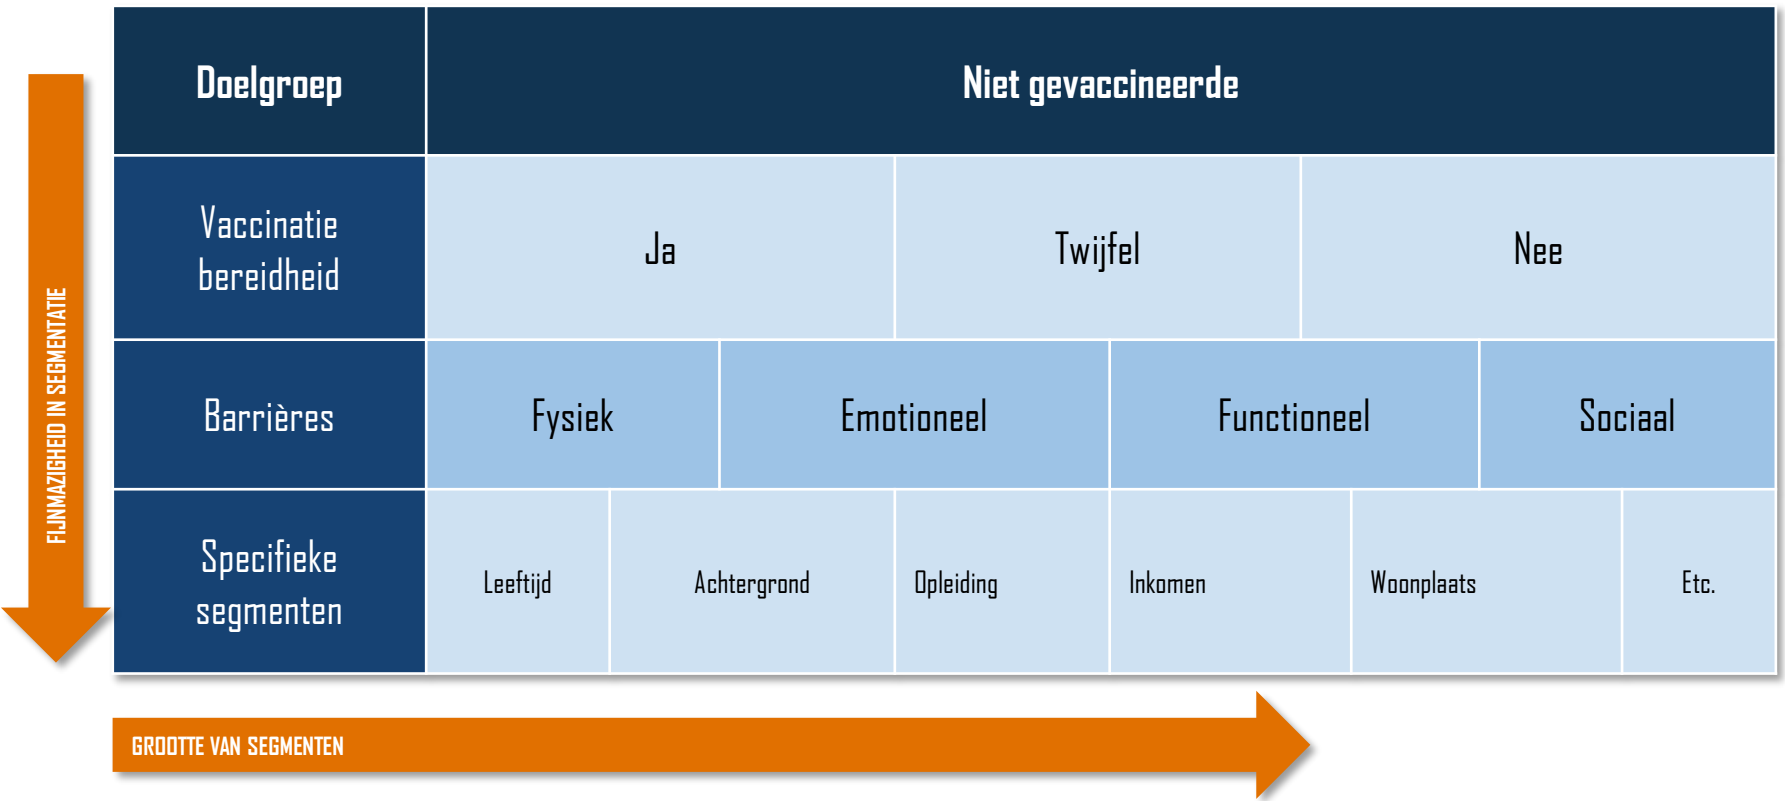 Doelgroep
Niet gevaccineerde
Vaccinatie
bereidheid
Ja
Twijfel
Nee
Barrières
Fysiek
Emotioneel
Functioneel
Sociaal
Specifieke
segmenten
Leeftijd
Achtergrond
Opleiding
Inkomen
Woonplaats
Etc.
FIJNMAZIGHEID IN SEGMENTATIE
GROOTTE VAN SEGMENTEN